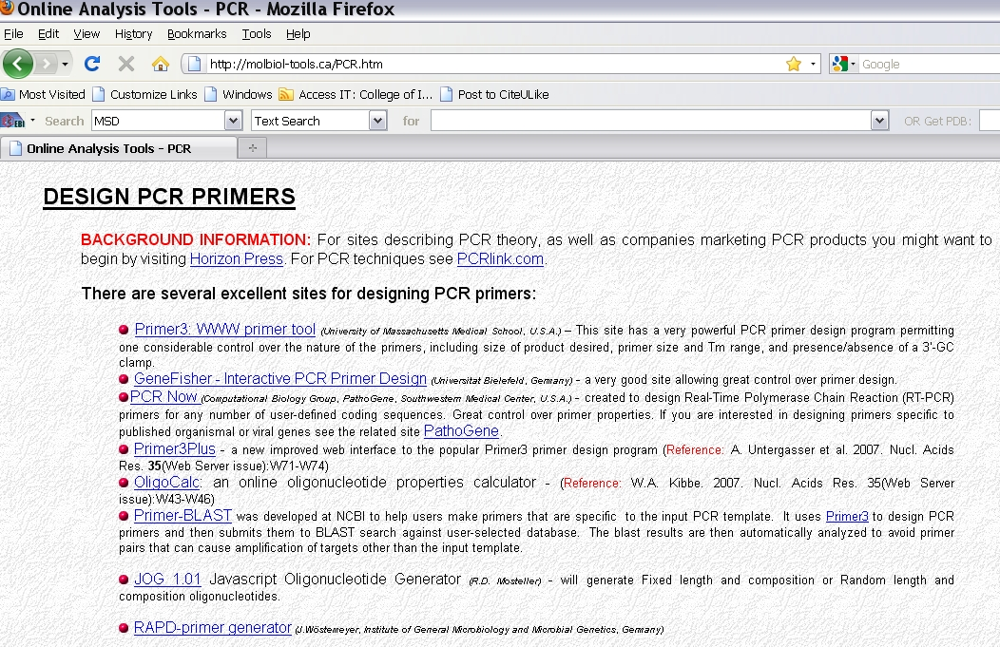 Online Analysis Tools - PCR - Mozilla Firefox
File Edit View History Bookmarks Tools Help
http://molbiol-tools.ca/PCR.htm Google
Most Visited Customize Links Windows Access IT: College of I... Post to CiteULike
EBI Search MSD Text Search for OR Get PDB:
Online Analysis Tools - PCR
DESIGN PCR PRIMERS
BACKGROUND INFORMATION: For sites describing PCR theory, as well as companies marketing PCR products you might want to
begin by visiting Horizon Press. For PCR techniques see PCRlink.com.
There are several excellent sites for designing PCR primers:
Primer3: WWW primer tool (University of Massachusetts Medical School, U.S.A.) – This site has a very powerful PCR primer design program permitting
one considerable control over the nature of the primers, including size of product desired, primer size and Tm range, and presence/absence of a 3'-GC
clamp.
GeneFisher - Interactive PCR Primer Design (Universitat Bielefeld, Germany) - a very good site allowing great control over primer design.
PCR Now (Computational Biology Group, PathoGene, Southwestern Medical Center, U.S.A.) - created to design Real-Time Polymerase Chain Reaction (RT-PCR)
primers for any number of user-defined coding sequences. Great control over primer properties. If you are interested in designing primers specific to
published organismal or viral genes see the related site PathoGene.
Primer3Plus - a new improved web interface to the popular Primer3 primer design program (Reference: A. Untergasser et al. 2007. Nucl. Acids
Res. 35(Web Server issue):W71-W74)
OligoCalc: an online oligonucleotide properties calculator - (Reference: W.A. Kibbe. 2007. Nucl. Acids Res. 35(Web Server
issue):W43-W46)
Primer-BLAST was developed at NCBI to help users make primers that are specific to the input PCR template. It uses Primer3 to design PCR
primers and then submits them to BLAST search against user-selected database. The blast results are then automatically analyzed to avoid primer
pairs that can cause amplification of targets other than the input template.
JOG 1.01 Javascript Oligonucleotide Generator (R.D. Mosteller) - will generate Fixed length and composition or Random length and
composition oligonucleotides.
RAPD-primer generator (J.Wöstemeyer, Institute of General Microbiology and Microbial Genetics, Germany)